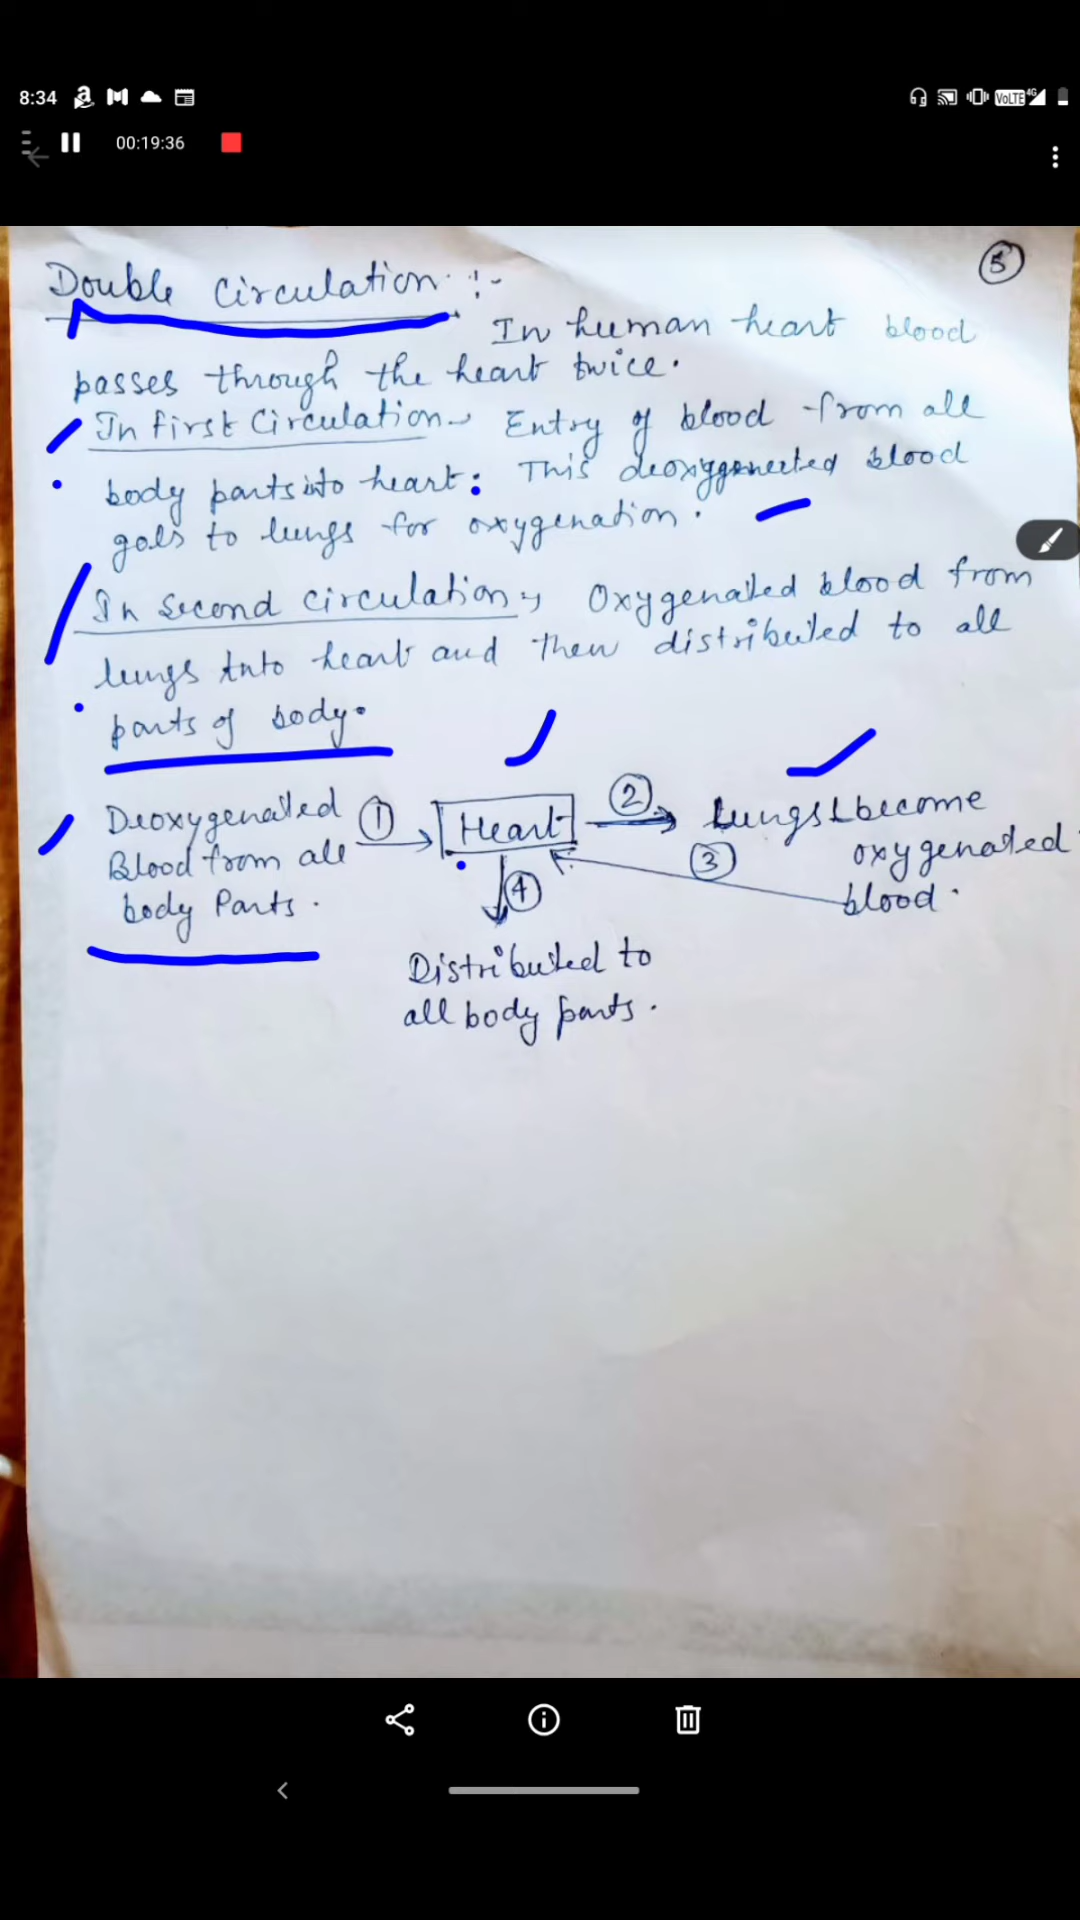 8:34
VoLTE 4G
00:19:36
5
Double Circulation :-
In human heart blood
passes through the heart twice.
In first Circulation → Entry of blood from all
body parts into heart. This deoxygenerted blood
goes to lungs for oxygenation.
In Second Circulation → Oxygenated blood from
lungs into heart and then distributed to all
parts of body.
Deoxygenated
Blood from all
body Parts.
①
Heart
②
Lungs & become
oxygenated
blood.
③
④
Distributed to
all body parts.